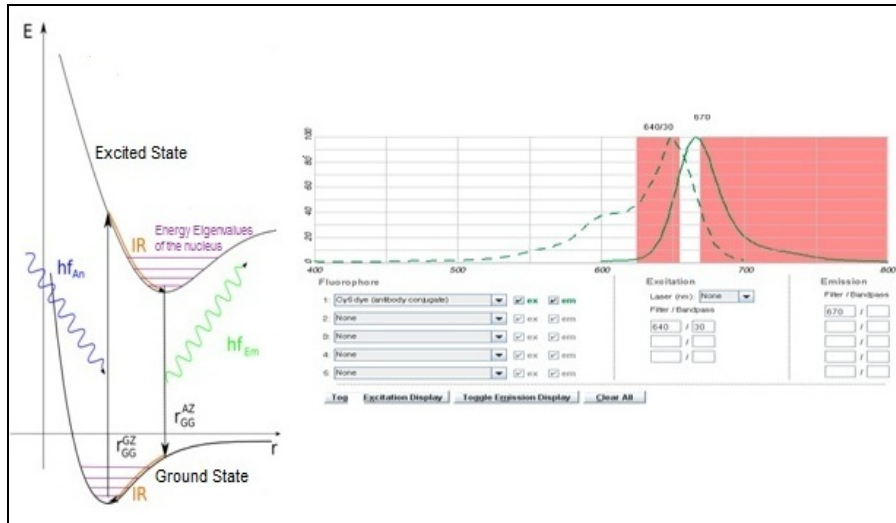 E
Excited State
IR
Energy Eigenvalues
of the nucleus
hf An
hf Em
r GG AZ
r GG GZ
r
Ground State
IR
640/30
670
100
80
60
40
20
0
400
500
600
700
800
Fluorophore
1: Cy5 dye (antibody conjugate) ex em
2: None ex em
3: None ex em
4: None ex em
5: None ex em
Excitation
Laser (nm): None
Filter / Bandpass
640 / 30
/
/
/
Emission
Filter / Bandpass
670 /
/
/
/
/
Tog Excitation Display Toggle Emission Display Clear All